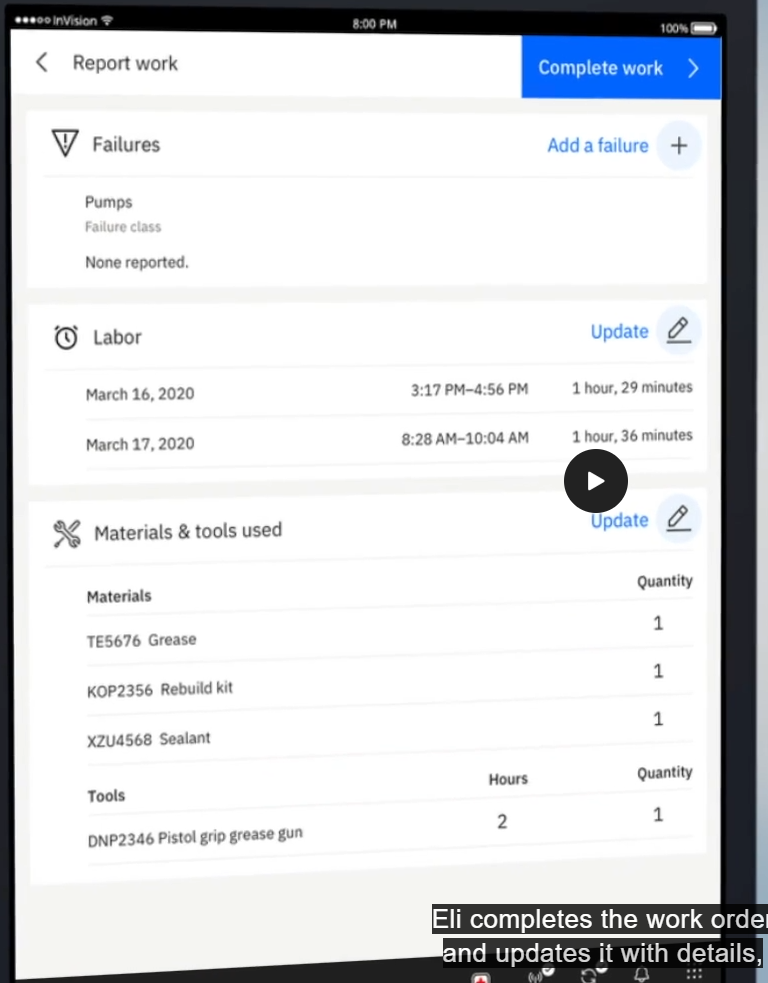 InVision 8:00 PM 100%
Report work Complete work
Failures Add a failure
Pumps
Failure class
None reported.
Labor Update
March 16, 2020 3:17 PM–4:56 PM 1 hour, 29 minutes
March 17, 2020 8:28 AM–10:04 AM 1 hour, 36 minutes
Materials & tools used Update
Materials Quantity
TE5676 Grease 1
KOP2356 Rebuild kit 1
XZU4568 Sealant 1
Tools Hours Quantity
DNP2346 Pistol grip grease gun 2 1
Eli completes the work order
and updates it with details,